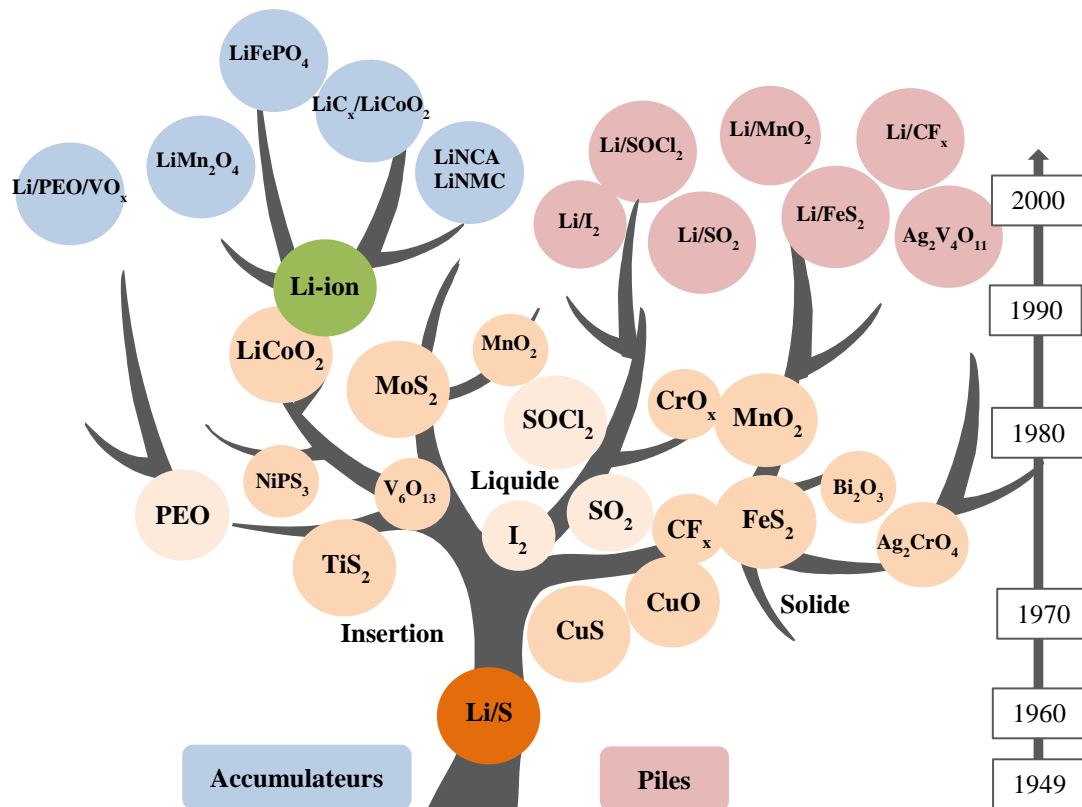 LiFePO₄
LiCₓ/LiCoO₂
LiMn₂O₄
LiNCA
LiNMC
Li/PEO/VOₓ
Li/SOCl₂
Li/MnO₂
Li/CFₓ
Li/I₂
Li/SO₂
Li/FeS₂
Ag₂V₄O₁₁
2000
Li-ion
1990
LiCoO₂
MoS₂
MnO₂
SOCl₂
CrOₓ
MnO₂
1980
NiPS₃
V₆O₁₃
Liquide
PEO
I₂
SO₂
CFₓ
FeS₂
Bi₂O₃
Ag₂CrO₄
TiS₂
Insertion
CuS
CuO
Solide
1970
Li/S
1960
Accumulateurs
Piles
1949